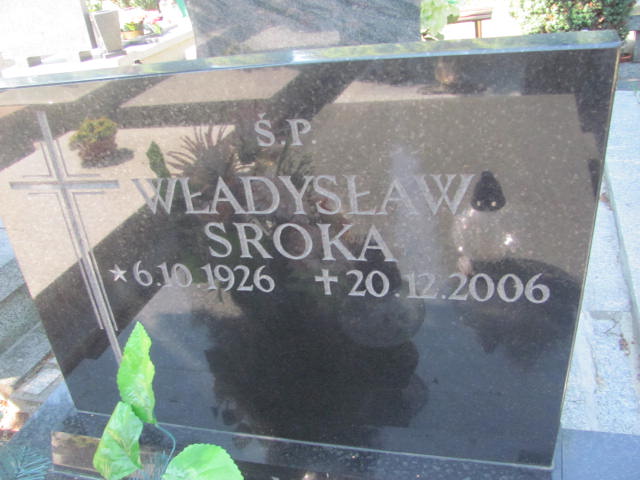 Ś.P.
WŁADYSŁAW
SROKA
*6.10.1926 ✝20.12.2006